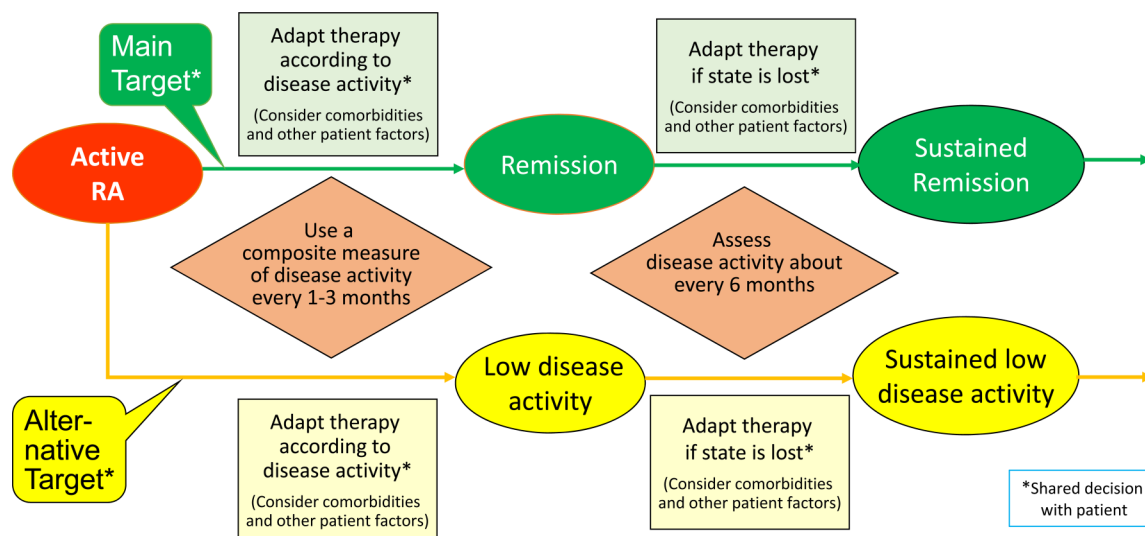 Main
Target*
Adapt therapy
according to
disease activity*
(Consider comorbidities
and other patient factors)
Adapt therapy
if state is lost*
(Consider comorbidities
and other patient factors)
Active
RA
Remission
Sustained
Remission
Use a
composite measure
of disease activity
every 1-3 months
Assess
disease activity about
every 6 months
Low disease
activity
Sustained low
disease activity
Alter-
native
Target*
Adapt therapy
according to
disease activity*
(Consider comorbidities
and other patient factors)
Adapt therapy
if state is lost*
(Consider comorbidities
and other patient factors)
*Shared decision
with patient